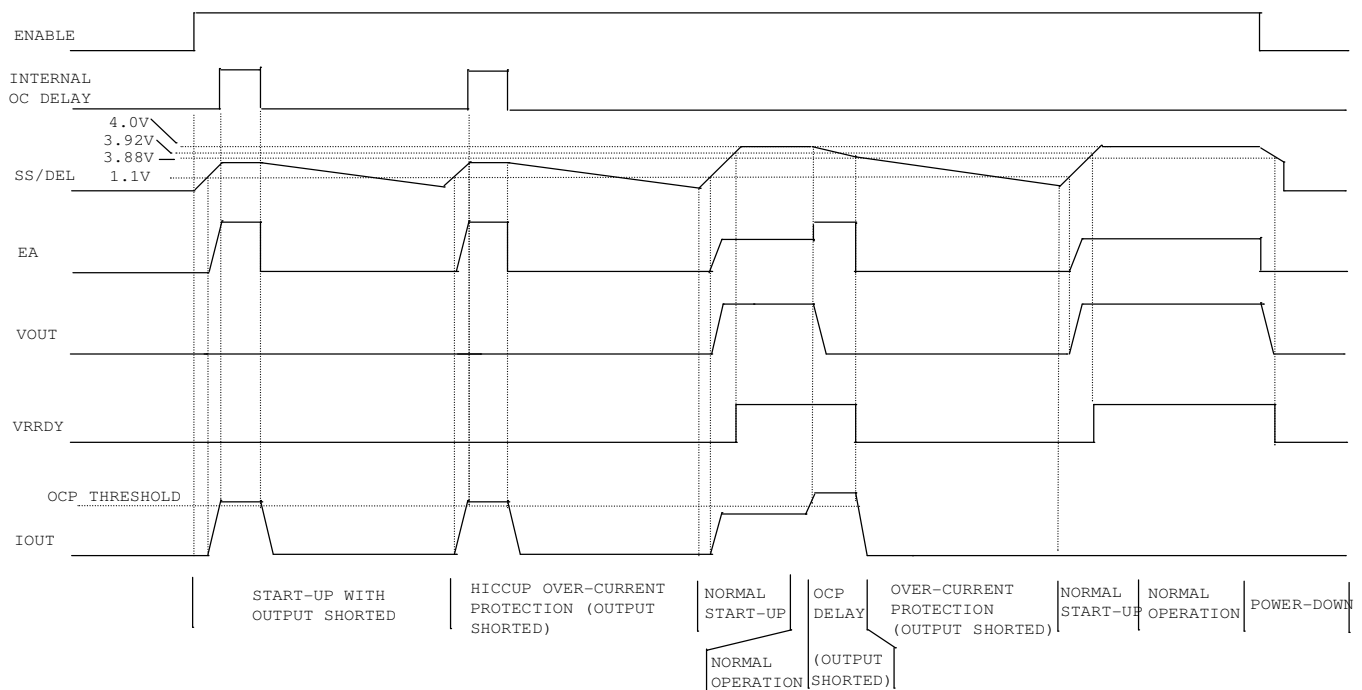 ENABLE
INTERNAL
OC DELAY
4.0V
3.92V
3.88V
SS/DEL
1.1V
EA
VOUT
VRRDY
OCP THRESHOLD
IOUT
START-UP WITH
OUTPUT SHORTED
HICCUP OVER-CURRENT
PROTECTION (OUTPUT
SHORTED)
NORMAL
START-UP
NORMAL
OPERATION
OCP
DELAY
(OUTPUT
SHORTED)
OVER-CURRENT
PROTECTION
(OUTPUT SHORTED)
NORMAL
START-UP
NORMAL
OPERATION
POWER-DOWN